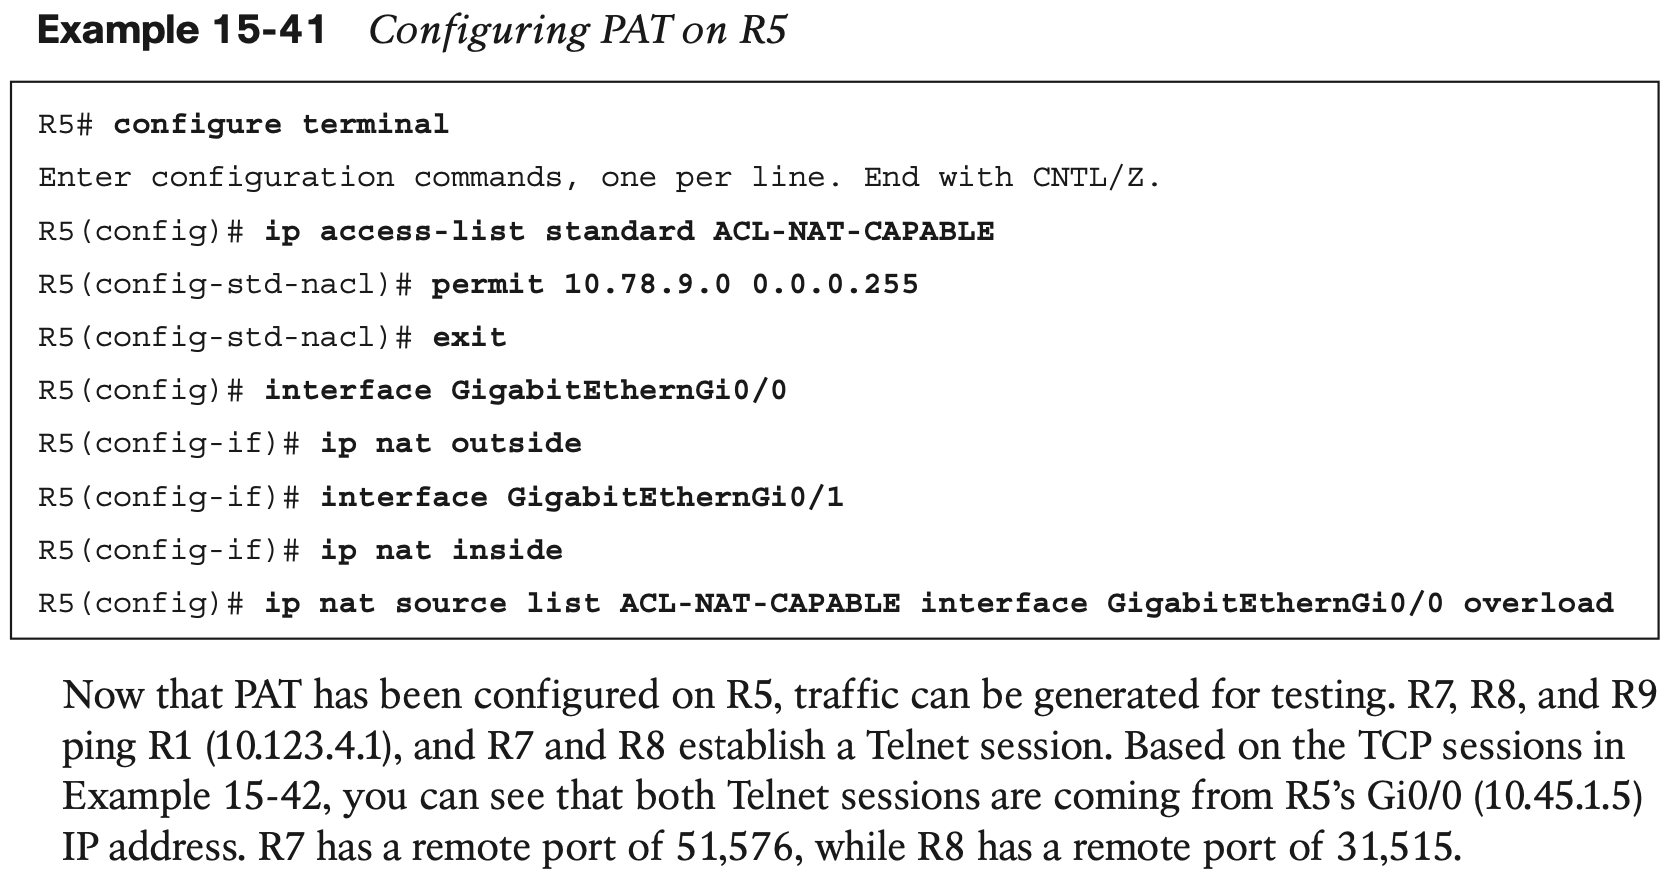 Example 15-41 Configuring PAT on R5
R5# configure terminal
Enter configuration commands, one per line. End with CNTL/Z.
R5(config)# ip access-list standard ACL-NAT-CAPABLE
R5(config-std-nacl)# permit 10.78.9.0 0.0.0.255
R5(config-std-nacl)# exit
R5(config)# interface GigabitEthernGi0/0
R5(config-if)# ip nat outside
R5(config-if)# interface GigabitEthernGi0/1
R5(config-if)# ip nat inside
R5(config)# ip nat source list ACL-NAT-CAPABLE interface GigabitEthernGi0/0 overload
Now that PAT has been configured on R5, traffic can be generated for testing. R7, R8, and R9
ping R1 (10.123.4.1), and R7 and R8 establish a Telnet session. Based on the TCP sessions in
Example 15-42, you can see that both Telnet sessions are coming from R5’s Gi0/0 (10.45.1.5)
IP address. R7 has a remote port of 51,576, while R8 has a remote port of 31,515.